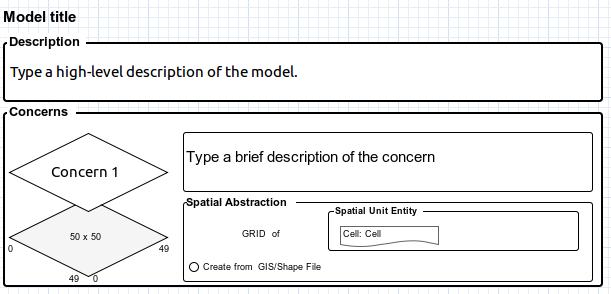 Model title
Description
Type a high-level description of the model.
Concerns
Concern 1
Type a brief description of the concern
50 x 50
0
49
49 0
Spatial Abstraction
GRID of
Spatial Unit Entity
Cell: Cell
Create from GIS/Shape File